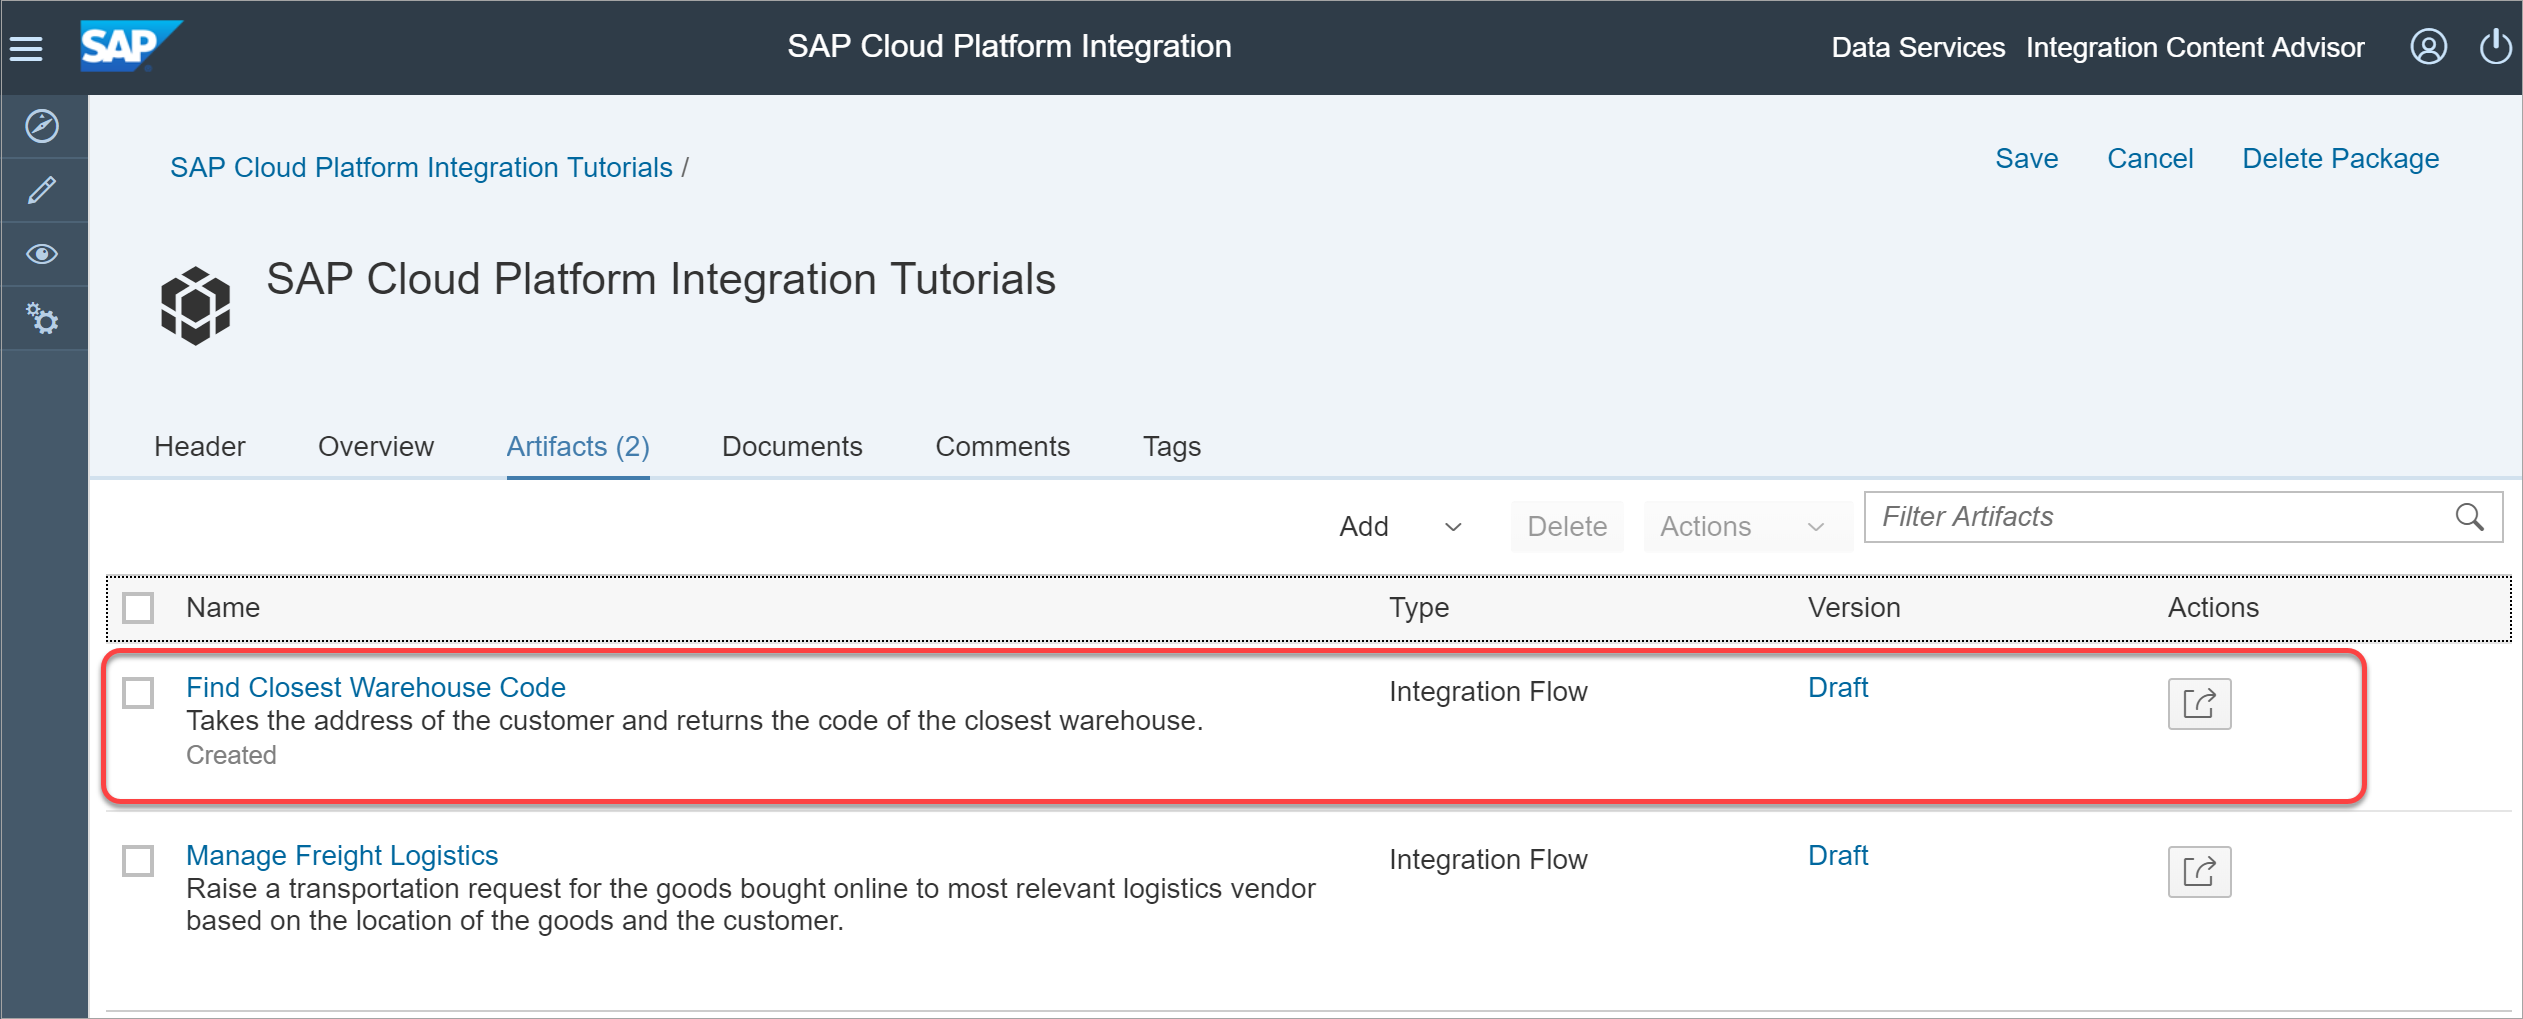 SAP
SAP Cloud Platform Integration
Data Services Integration Content Advisor
SAP Cloud Platform Integration Tutorials /
Save Cancel Delete Package
SAP Cloud Platform Integration Tutorials
Header Overview Artifacts (2) Documents Comments Tags
Add Delete Actions Filter Artifacts
Name Type Version Actions
Find Closest Warehouse Code Integration Flow Draft
Takes the address of the customer and returns the code of the closest warehouse.
Created
Manage Freight Logistics Integration Flow Draft
Raise a transportation request for the goods bought online to most relevant logistics vendor
based on the location of the goods and the customer.